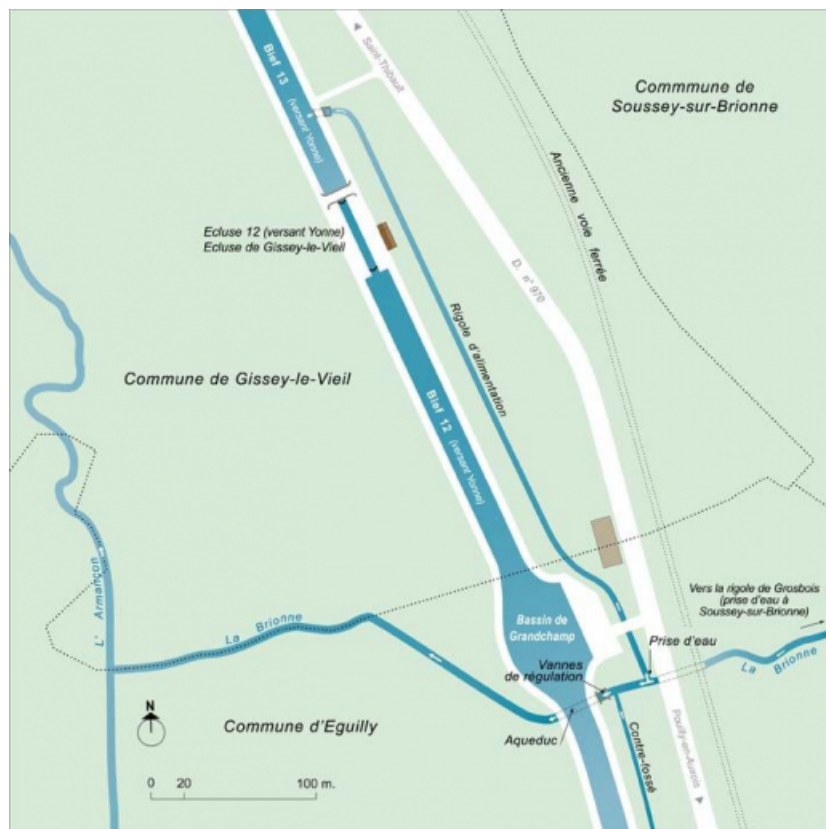 Bief 13
(versant Yonne)
Saint-Thibault
Commmune de
Soussey-sur-Brionne
Ancienne voie ferrée
Ecluse 12 (versant Yonne)
Ecluse de Gissey-le-Vieil
D. n° 970
Rigole d'alimentation
Commune de Gissey-le-Vieil
Bief 12
(versant Yonne)
L' Armançon
La Brionne
Bassin de
Grandchamp
Vers la rigole de Grosbois
(prise d'eau à
Soussey-sur-Brionne)
Prise d'eau
Vannes
de régulation
La Brionne
N
Commune d'Eguilly
Aqueduc
Contre-fossé
Pouilly-en-Auxois
0 20 100 m.